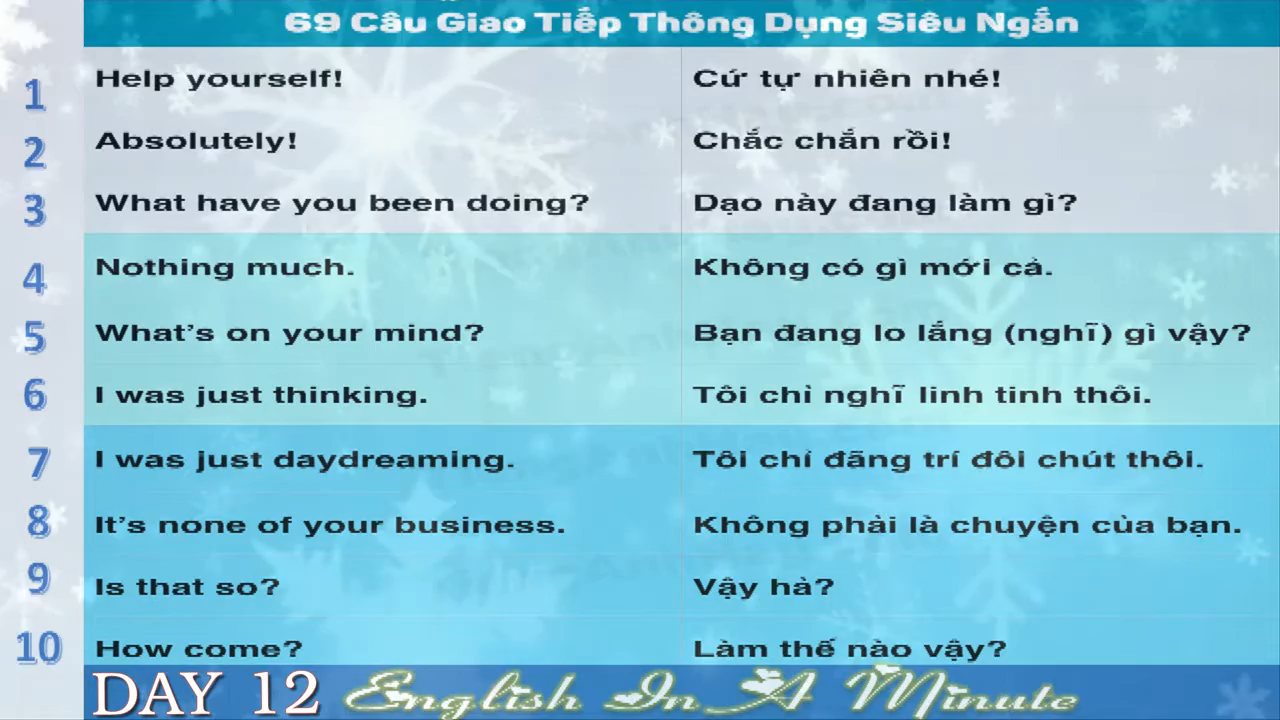 69 Câu Giao Tiếp Thông Dụng Siêu Ngắn
1 Help yourself! Cứ tự nhiên nhé!
2 Absolutely! Chắc chắn rồi!
3 What have you been doing? Dạo này đang làm gì?
4 Nothing much. Không có gì mới cả.
5 What's on your mind? Bạn đang lo lắng (nghĩ) gì vậy?
6 I was just thinking. Tôi chỉ nghĩ linh tinh thôi.
7 I was just daydreaming. Tôi chỉ đãng trí đôi chút thôi.
8 It's none of your business. Không phải là chuyện của bạn.
9 Is that so? Vậy hả?
10 How come? Làm thế nào vậy?
DAY 12 English In A Minute